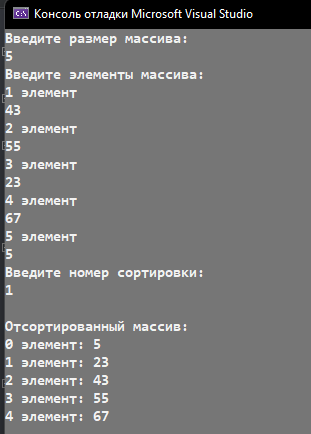 Консоль отладки Microsoft Visual Studio
Введите размер массива:
5
Введите элементы массива:
1 элемент
43
2 элемент
55
3 элемент
23
4 элемент
67
5 элемент
5
Введите номер сортировки:
1
Отсортированный массив:
0 элемент: 5
1 элемент: 23
2 элемент: 43
3 элемент: 55
4 элемент: 67